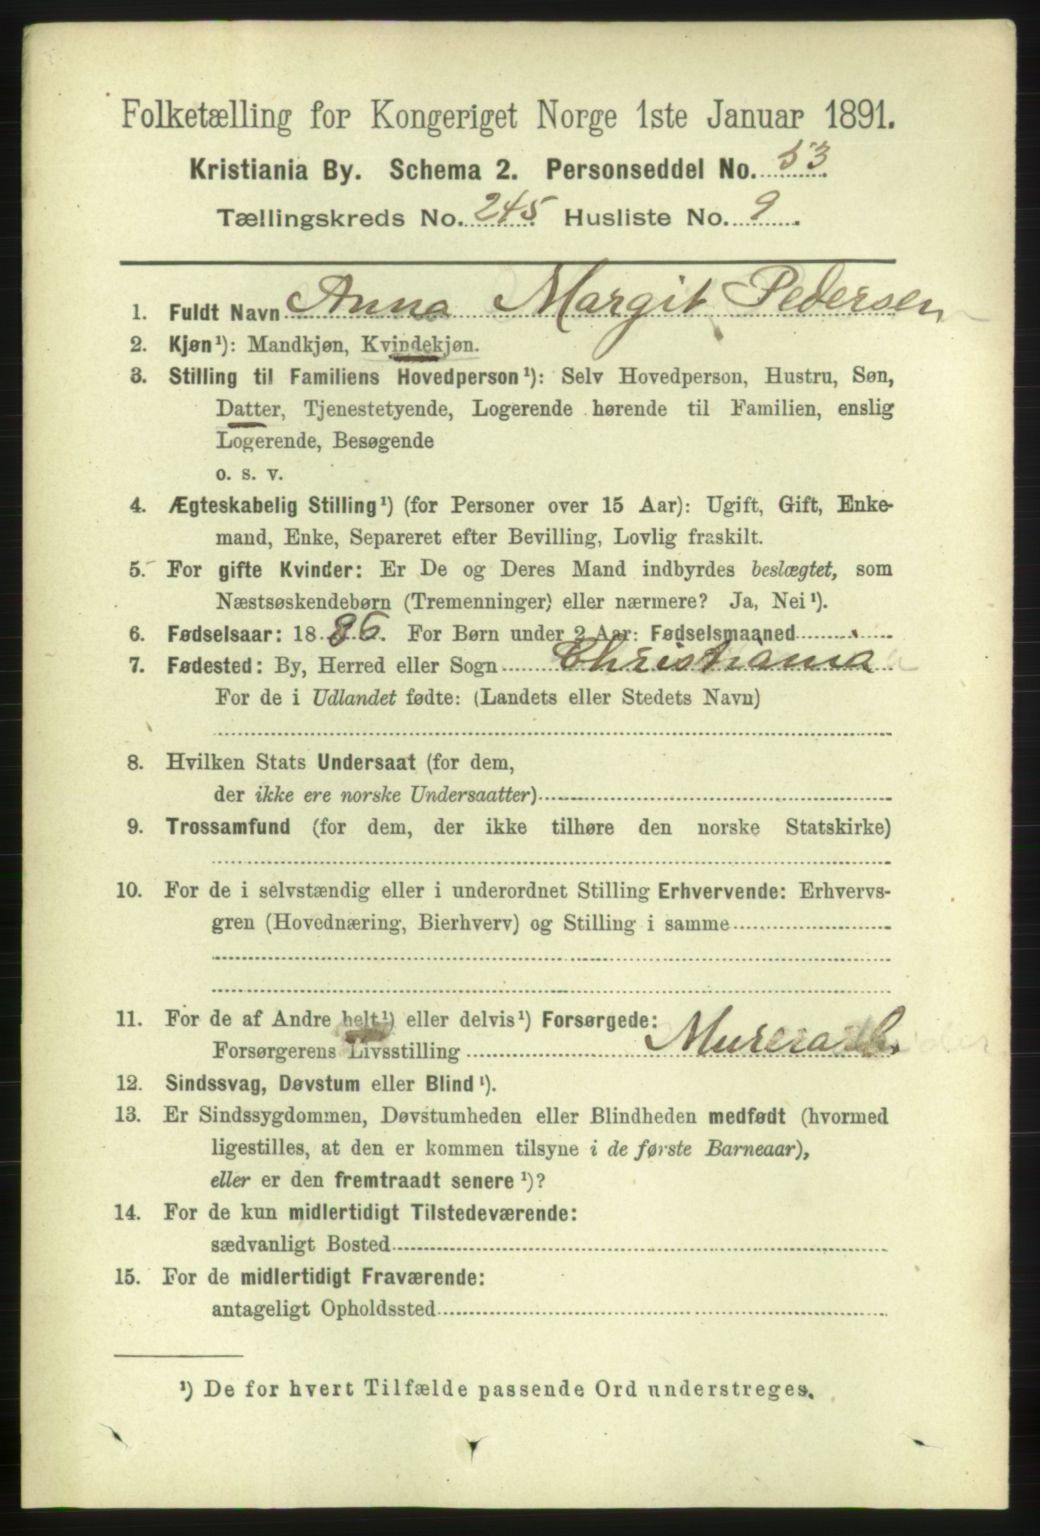 Folketælling for Kongeriget Norge 1ste Januar 1891.
Kristiania By. Schema 2. Personseddel No. 53
Tællingskreds No. 245 Husliste No. 9.
1. Fuldt Navn Anna Margit Pedersen
2. Kjøn¹): Mandkjøn, Kvindekjøn.
3. Stilling til Familiens Hovedperson¹): Selv Hovedperson, Hustru, Søn,
Datter, Tjenestetyende, Logerende hørende til Familien, enslig
Logerende, Besøgende
o. s. v.
4. Ægteskabelig Stilling¹) (for Personer over 15 Aar): Ugift, Gift, Enke-
mand, Enke, Separeret efter Bevilling, Lovlig fraskilt.
5. For gifte Kvinder: Er De og Deres Mand indbyrdes beslægtet, som
Næstsøskendebørn (Tremenninger) eller nærmere? Ja, Nei¹).
6. Fødselsaar: 1886. For Børn under 2 Aar: Fødselsmaaned
7. Fødested: By, Herred eller Sogn Christiania
For de i Udlandet fødte: (Landets eller Stedets Navn)
8. Hvilken Stats Undersaat (for dem,
der ikke ere norske Undersaatter)
9. Trossamfund (for dem, der ikke tilhøre den norske Statskirke)
10. For de i selvstændig eller i underordnet Stilling Erhvervende: Erhvervs-
gren (Hovednæring, Bierhverv) og Stilling i samme
11. For de af Andre helt¹) eller delvis¹) Forsørgede:
Forsørgerens Livsstilling
12. Sindssvag, Døvstum eller Blind¹).
13. Er Sindssygdommen, Døvstumheden eller Blindheden medfødt (hvormed
ligestilles, at den er kommen tilsyne i de første Barneaar),
eller er den fremtraadt senere¹)?
14. For de kun midlertidigt Tilstedeværende:
sædvanligt Bosted
15. For de midlertidigt Fraværende:
antageligt Opholdssted
¹) De for hvert Tilfælde passende Ord understreges.